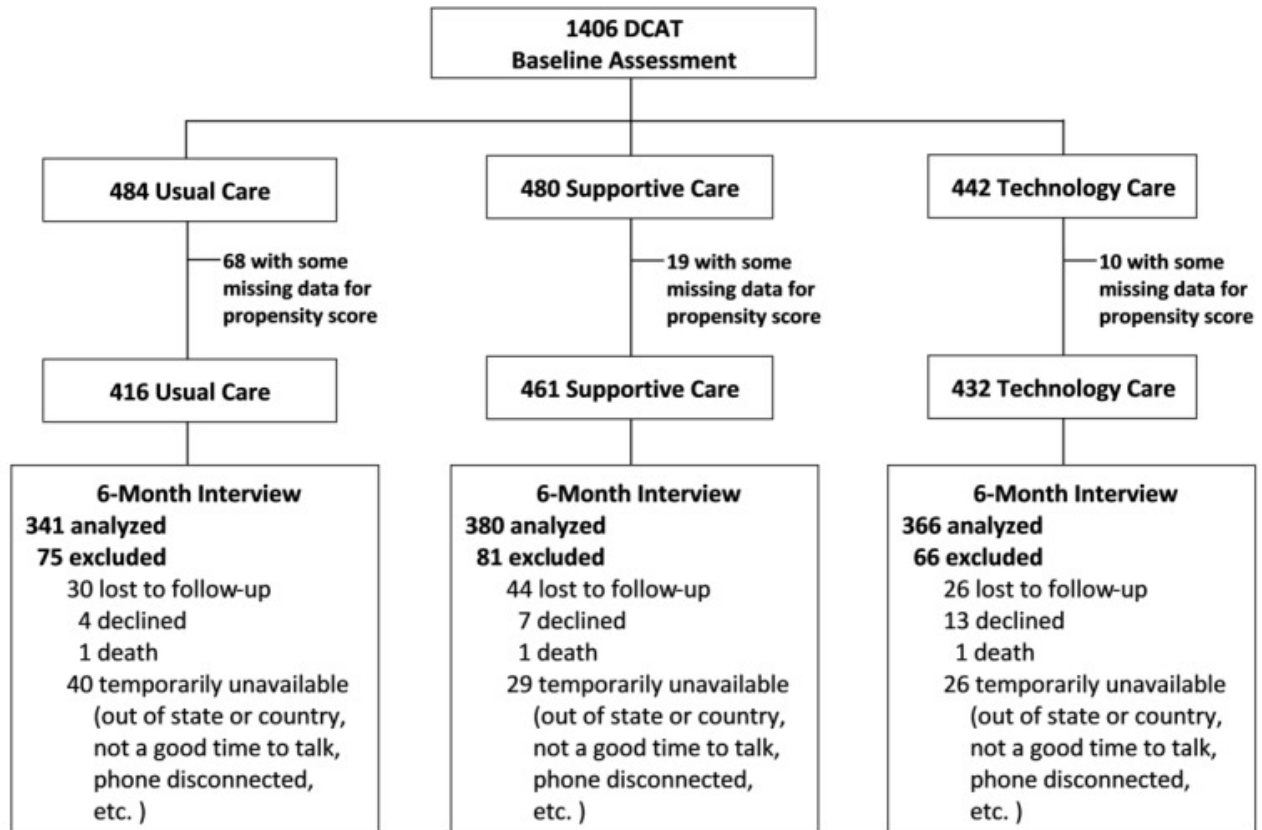 1406 DCAT
Baseline Assessment
484 Usual Care
480 Supportive Care
442 Technology Care
68 with some
missing data for
propensity score
19 with some
missing data for
propensity score
10 with some
missing data for
propensity score
416 Usual Care
461 Supportive Care
432 Technology Care
6-Month Interview
341 analyzed
75 excluded
30 lost to follow-up
4 declined
1 death
40 temporarily unavailable
(out of state or country,
not a good time to talk,
phone disconnected,
etc. )
6-Month Interview
380 analyzed
81 excluded
44 lost to follow-up
7 declined
1 death
29 temporarily unavailable
(out of state or country,
not a good time to talk,
phone disconnected,
etc. )
6-Month Interview
366 analyzed
66 excluded
26 lost to follow-up
13 declined
1 death
26 temporarily unavailable
(out of state or country,
not a good time to talk,
phone disconnected,
etc. )